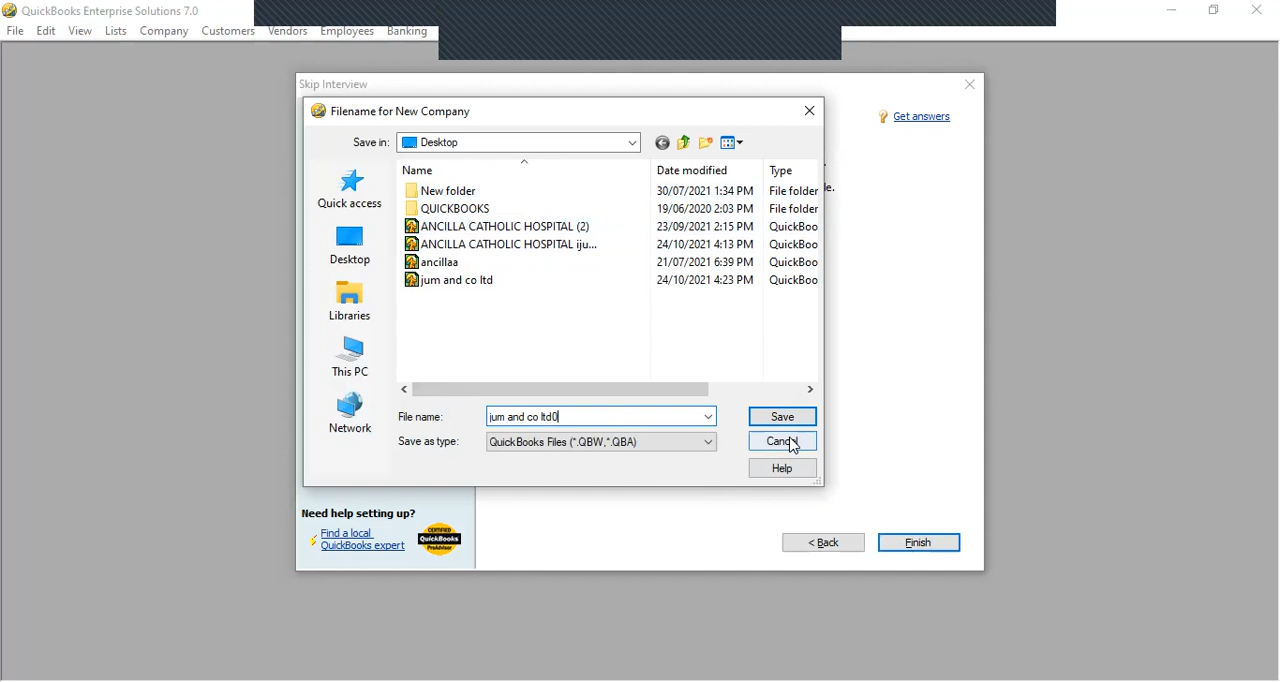 QuickBooks Enterprise Solutions 7.0
File Edit View Lists Company Customers Vendors Employees Banking
Skip Interview
Filename for New Company
Get answers
Save in: Desktop
Name Date modified Type
New folder 30/07/2021 1:34 PM File folder
QUICKBOOKS 19/06/2020 2:03 PM File folder
ANCILLA CATHOLIC HOSPITAL (2) 23/09/2021 2:15 PM QuickBoo
ANCILLA CATHOLIC HOSPITAL iju... 24/10/2021 4:13 PM QuickBoo
ancillaa 21/07/2021 6:39 PM QuickBoo
jum and co ltd 24/10/2021 4:23 PM QuickBoo
Quick access
Desktop
Libraries
This PC
Network
File name: jum and co ltd0 Save
Save as type: QuickBooks Files (*.QBW,*.QBA) Cancel
Help
Need help setting up?
Find a local
QuickBooks expert
CERTIFIED
QuickBooks
ProAdvisor
< Back Finish